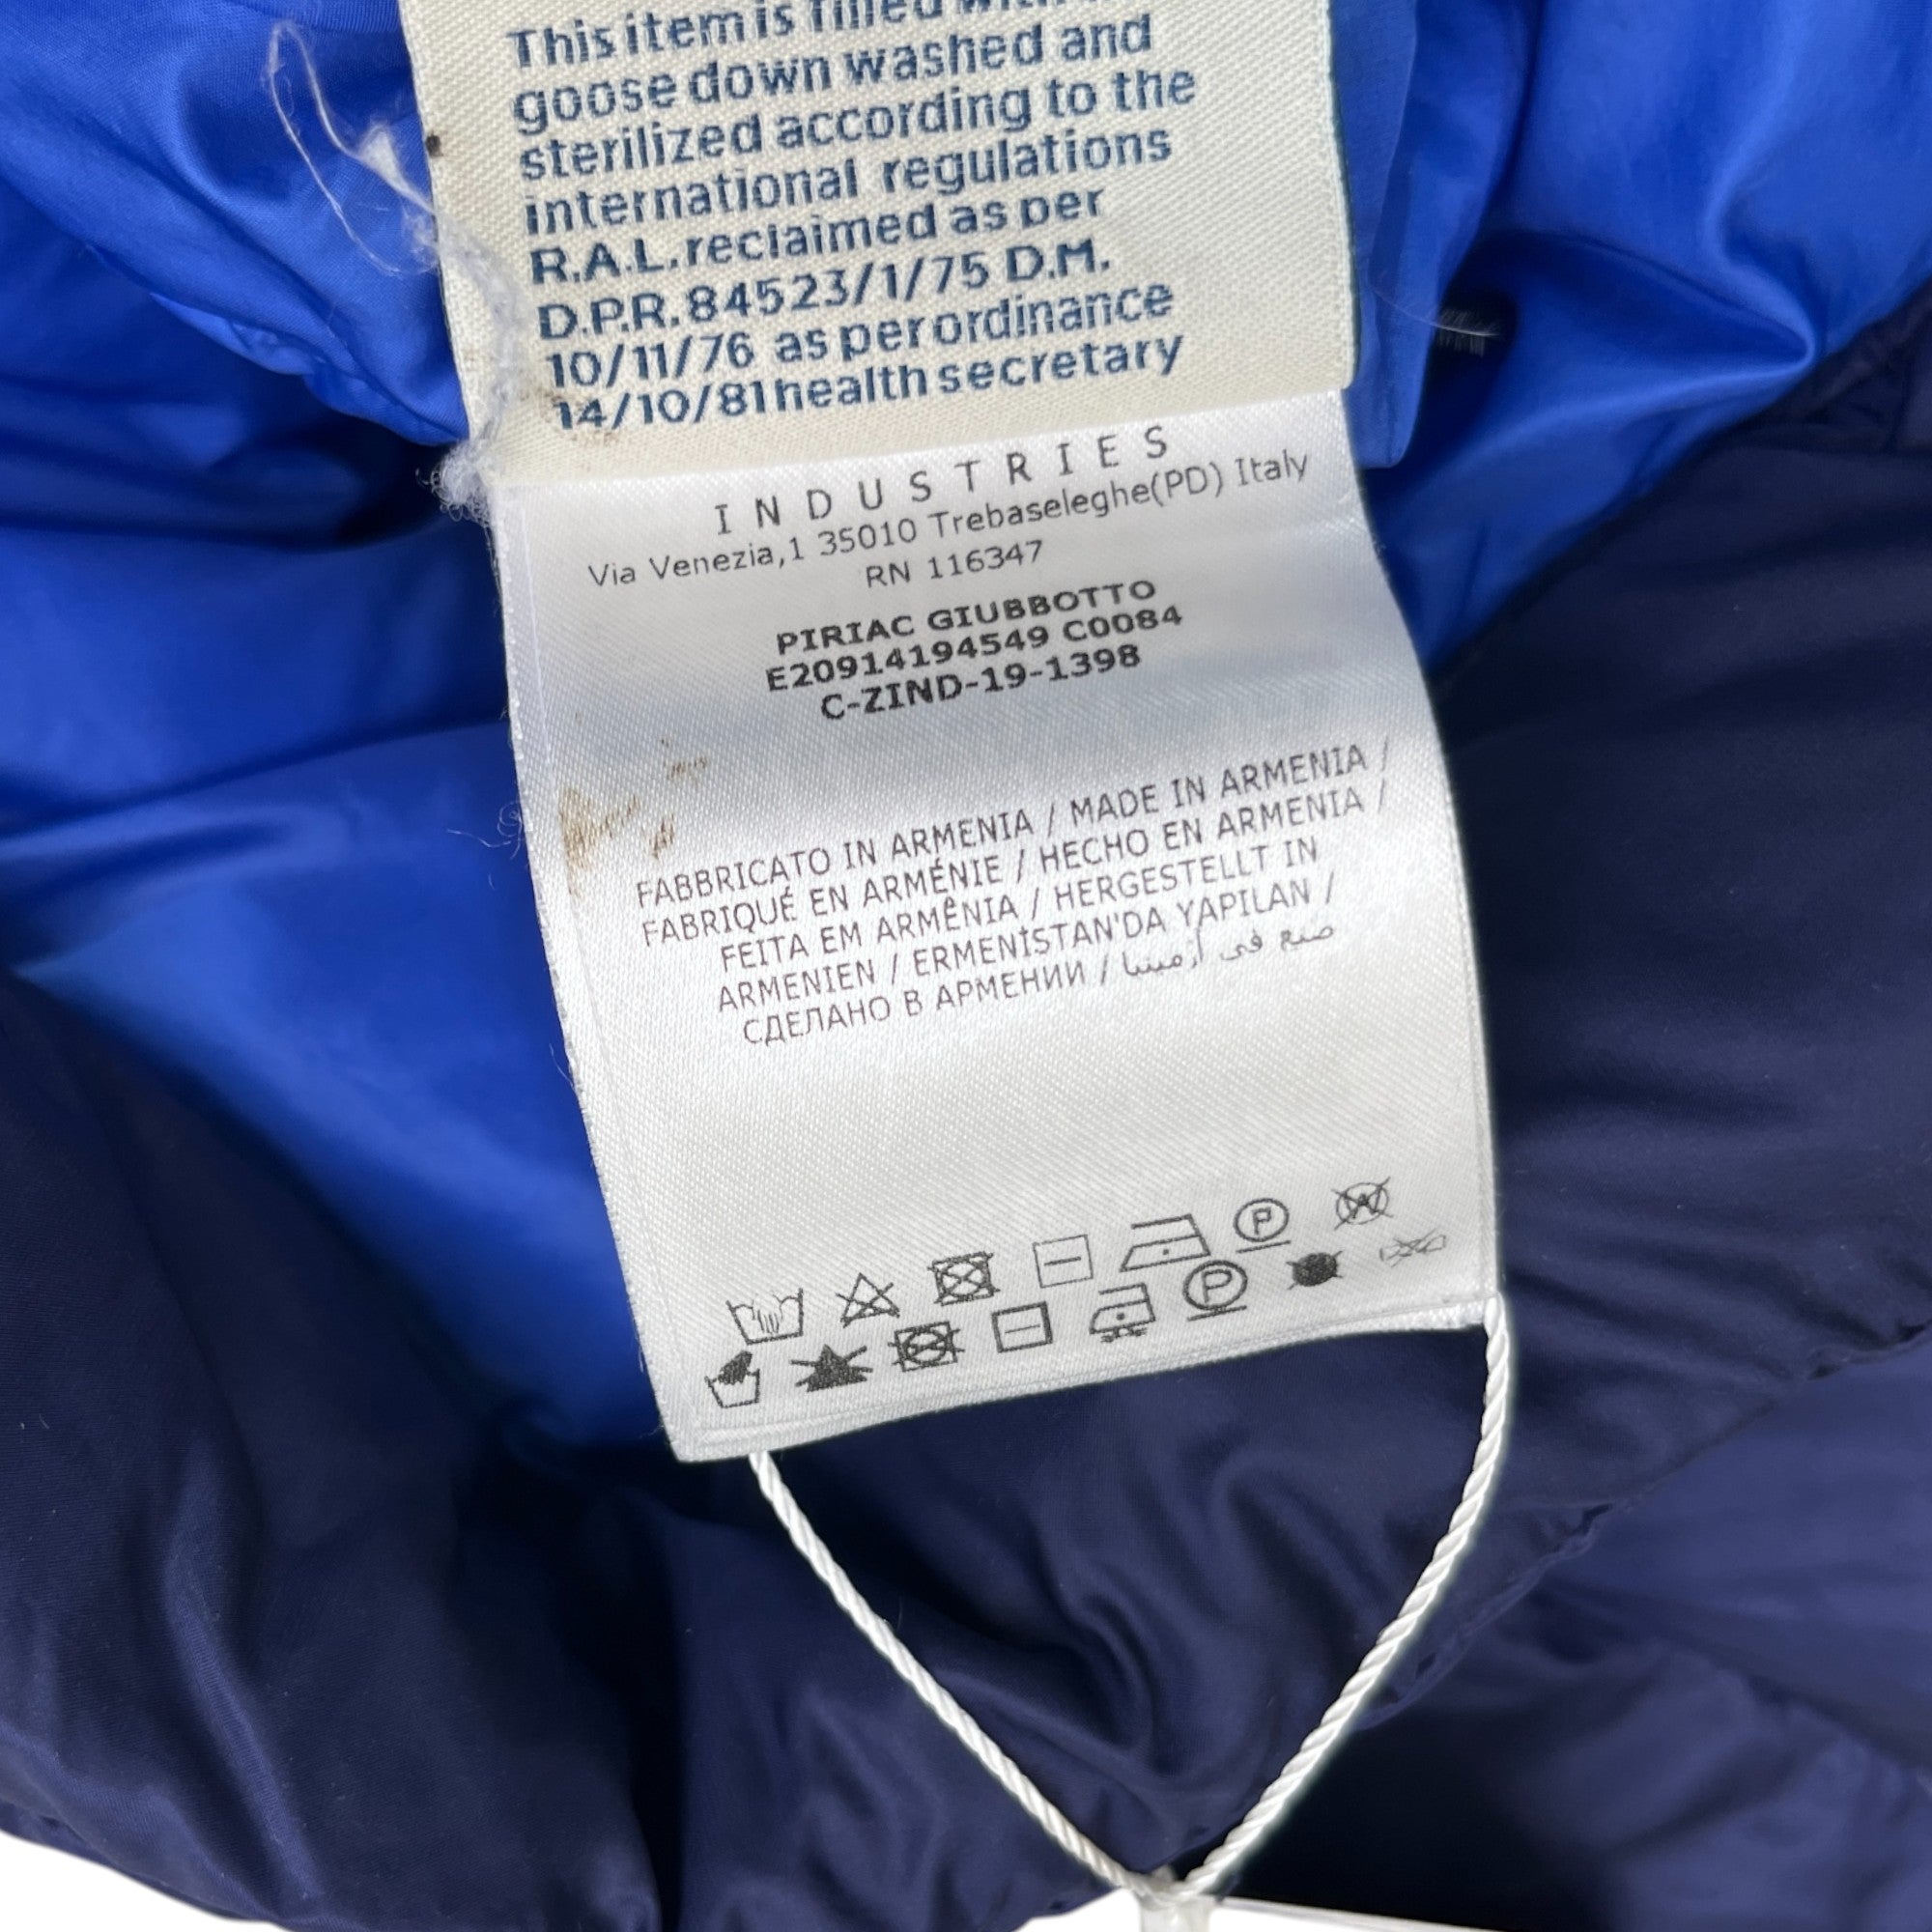 This item is filled with
goose down washed and
sterilized according to the
international regulations
R.A.L. reclaimed as per
D.P.R. 84523/1/75 D.M.
10/11/76 as per ordinance
14/10/81 health secretary
INDUSTRIES
Via Venezia,1 35010 Trebaseleghe(PD) Italy
RN 116347
PIRIAC GIUBBOTTO
E20914194549 C0084
C-ZIND-19-1398
FABBRICATO IN ARMENIA / MADE IN ARMENIA /
FABRIQUÉ EN ARMÉNIE / HECHO EN ARMENIA /
FEITA EM ARMÊNIA / HERGESTELLT IN
ARMENIEN / ERMENİSTAN'DA YAPILAN /
СДЕЛАНО В АРМЕНИИ / صنع في أرمينيا
P W
P